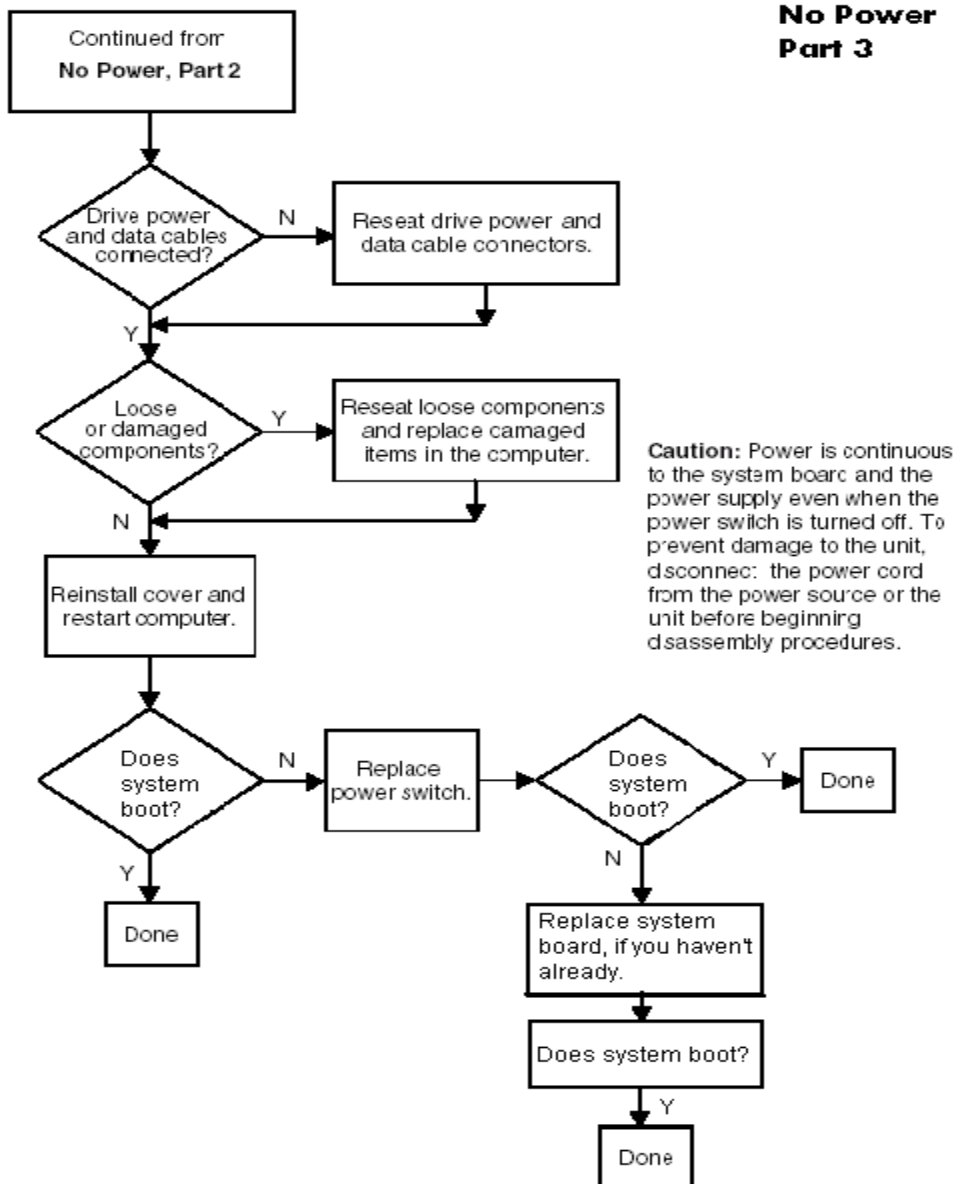 No Power
Part 3
Continued from
No Power, Part 2
Drive power
and data cables
connected?
N
Reseat drive power and
data cable connectors.
Y
Loose
or damaged
components?
Y
Reseat loose components
and replace camaged
items in the computer.
N
Caution: Power is continuous
to the system board and the
power supply even when the
power switch is turned off. To
prevent damage to the unit,
disconnect the power cord
from the power source or the
unit before beginning
disassembly procedures.
Reinstall cover and
restart computer.
Does
system
boot?
N
Replace
power switch.
Does
system
boot?
Y
Done
Y
Done
N
Replace system
board, if you haven't
already.
Does system boot?
Y
Done